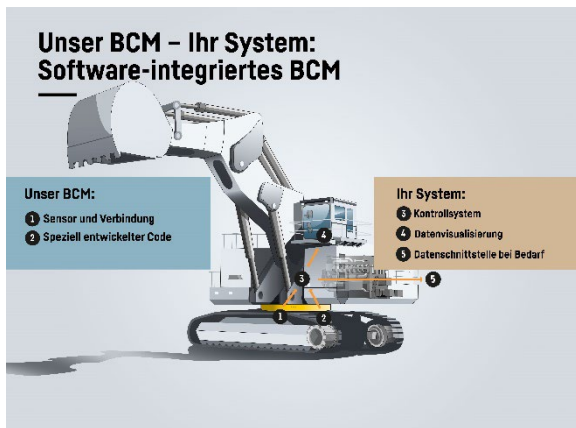 Unser BCM – Ihr System:
Software-integriertes BCM
Unser BCM:
1 Sensor und Verbindung
2 Speziell entwickelter Code
Ihr System:
3 Kontrollsystem
4 Datenvisualisierung
5 Datenschnittstelle bei Bedarf
4
3
5
1
2